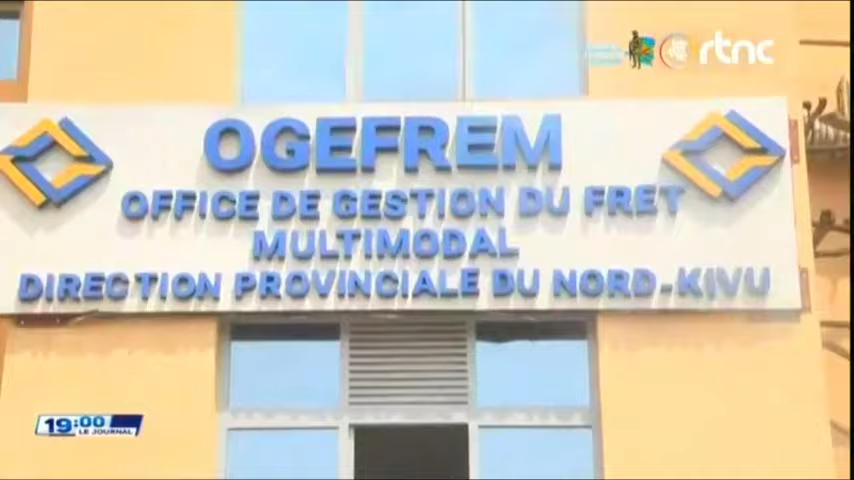 rtnc
OGEFREM
OFFICE DE GESTION DU FRET
MULTIMODAL
DIRECTION PROVINCIALE DU NORD-KIVU
19:00
LE JOURNAL